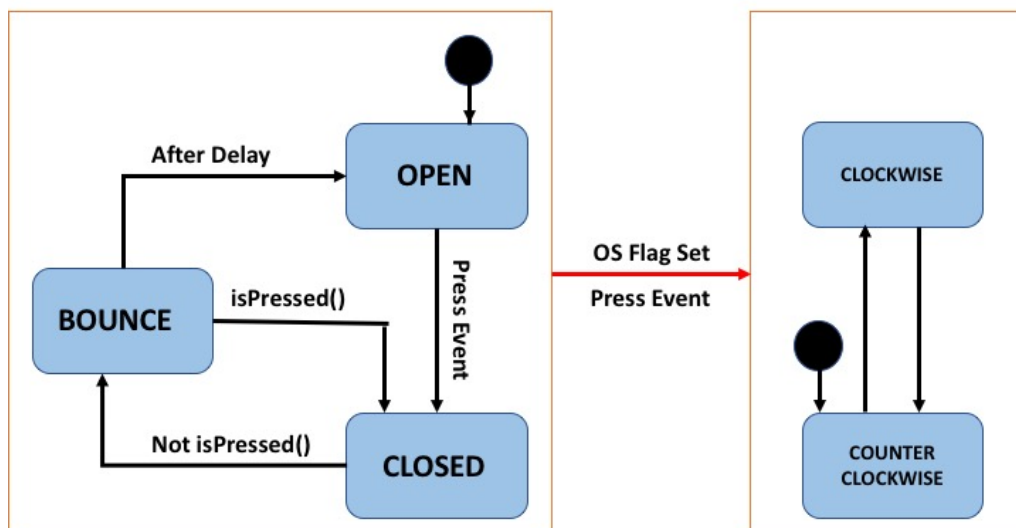 After Delay
OPEN
Press Event
BOUNCE
isPressed()
Not isPressed()
CLOSED
OS Flag Set
Press Event
CLOCKWISE
COUNTER
CLOCKWISE